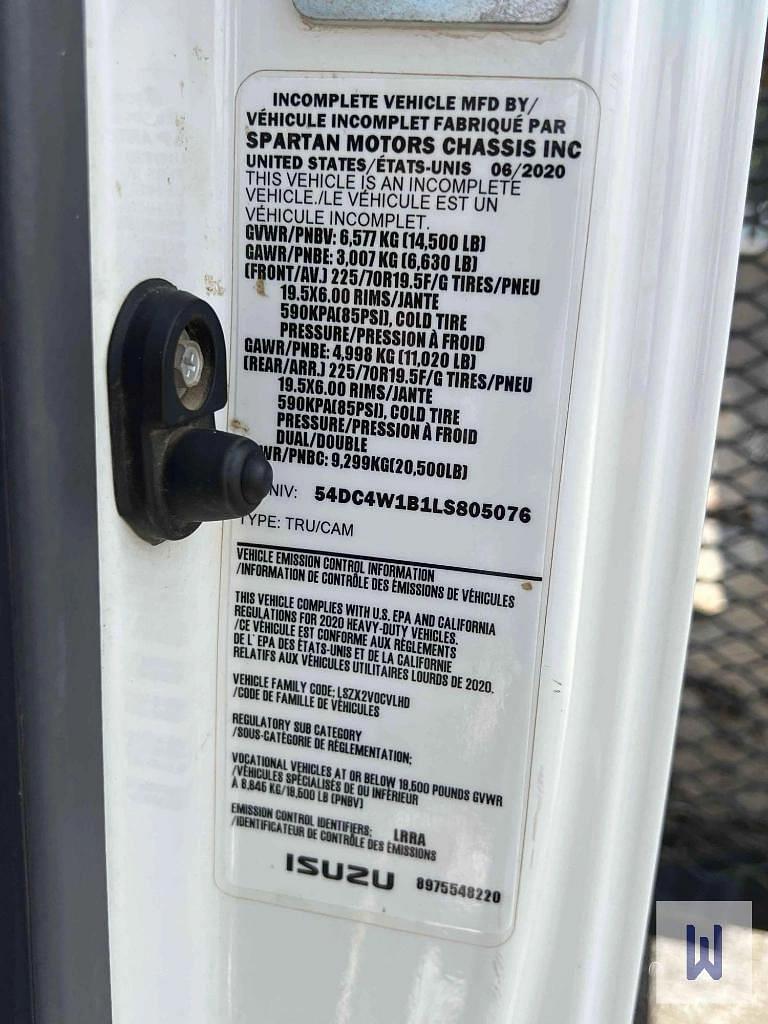 INCOMPLETE VEHICLE MFD BY/
VÉHICULE INCOMPLET FABRIQUÉ PAR
SPARTAN MOTORS CHASSIS INC
UNITED STATES/ÉTATS-UNIS 06/2020
THIS VEHICLE IS AN INCOMPLETE
VEHICLE./LE VÉHICULE EST UN
VÉHICULE INCOMPLET.
GVWR/PNBV: 6,577 KG (14,500 LB)
GAWR/PNBE: 3,007 KG (6,630 LB)
(FRONT/AV.) 225/70R19.5F/G TIRES/PNEU
19.5X6.00 RIMS/JANTE
590KPA(85PSI), COLD TIRE
PRESSURE/PRESSION À FROID
GAWR/PNBE: 4,998 KG (11,020 LB)
(REAR/ARR.) 225/70R19.5F/G TIRES/PNEU
19.5X6.00 RIMS/JANTE
590KPA(85PSI), COLD TIRE
PRESSURE/PRESSION À FROID
DUAL/DOUBLE
WR/PNBC: 9,299KG(20,500LB)
NIV: 54DC4W1B1LS805076
TYPE: TRU/CAM
VEHICLE EMISSION CONTROL INFORMATION
/INFORMATION DE CONTRÔLE DES ÉMISSIONS DE VÉHICULES
THIS VEHICLE COMPLIES WITH U.S. EPA AND CALIFORNIA
REGULATIONS FOR 2020 HEAVY-DUTY VEHICLES.
/CE VÉHICULE EST CONFORME AUX RÈGLEMENTS
DE L' EPA DES ÉTATS-UNIS ET DE LA CALIFORNIE
RELATIFS AUX VÉHICULES UTILITAIRES LOURDS DE 2020.
VEHICLE FAMILY CODE: LSZX2VOCVLHD
/CODE DE FAMILLE DE VÉHICULES
REGULATORY SUB CATEGORY
/SOUS-CATÉGORIE DE RÉGLEMENTATION:
VOCATIONAL VEHICLES AT OR BELOW 19,500 POUNDS GVWR
/VÉHICULES SPÉCIALISÉS DE OU INFÉRIEUR
À 8,845 KG/19,500 LB (PNBV)
EMISSION CONTROL IDENTIFIERS: LRRA
/IDENTIFICATEUR DE CONTRÔLE DES ÉMISSIONS
ISUZU 8975548220
W